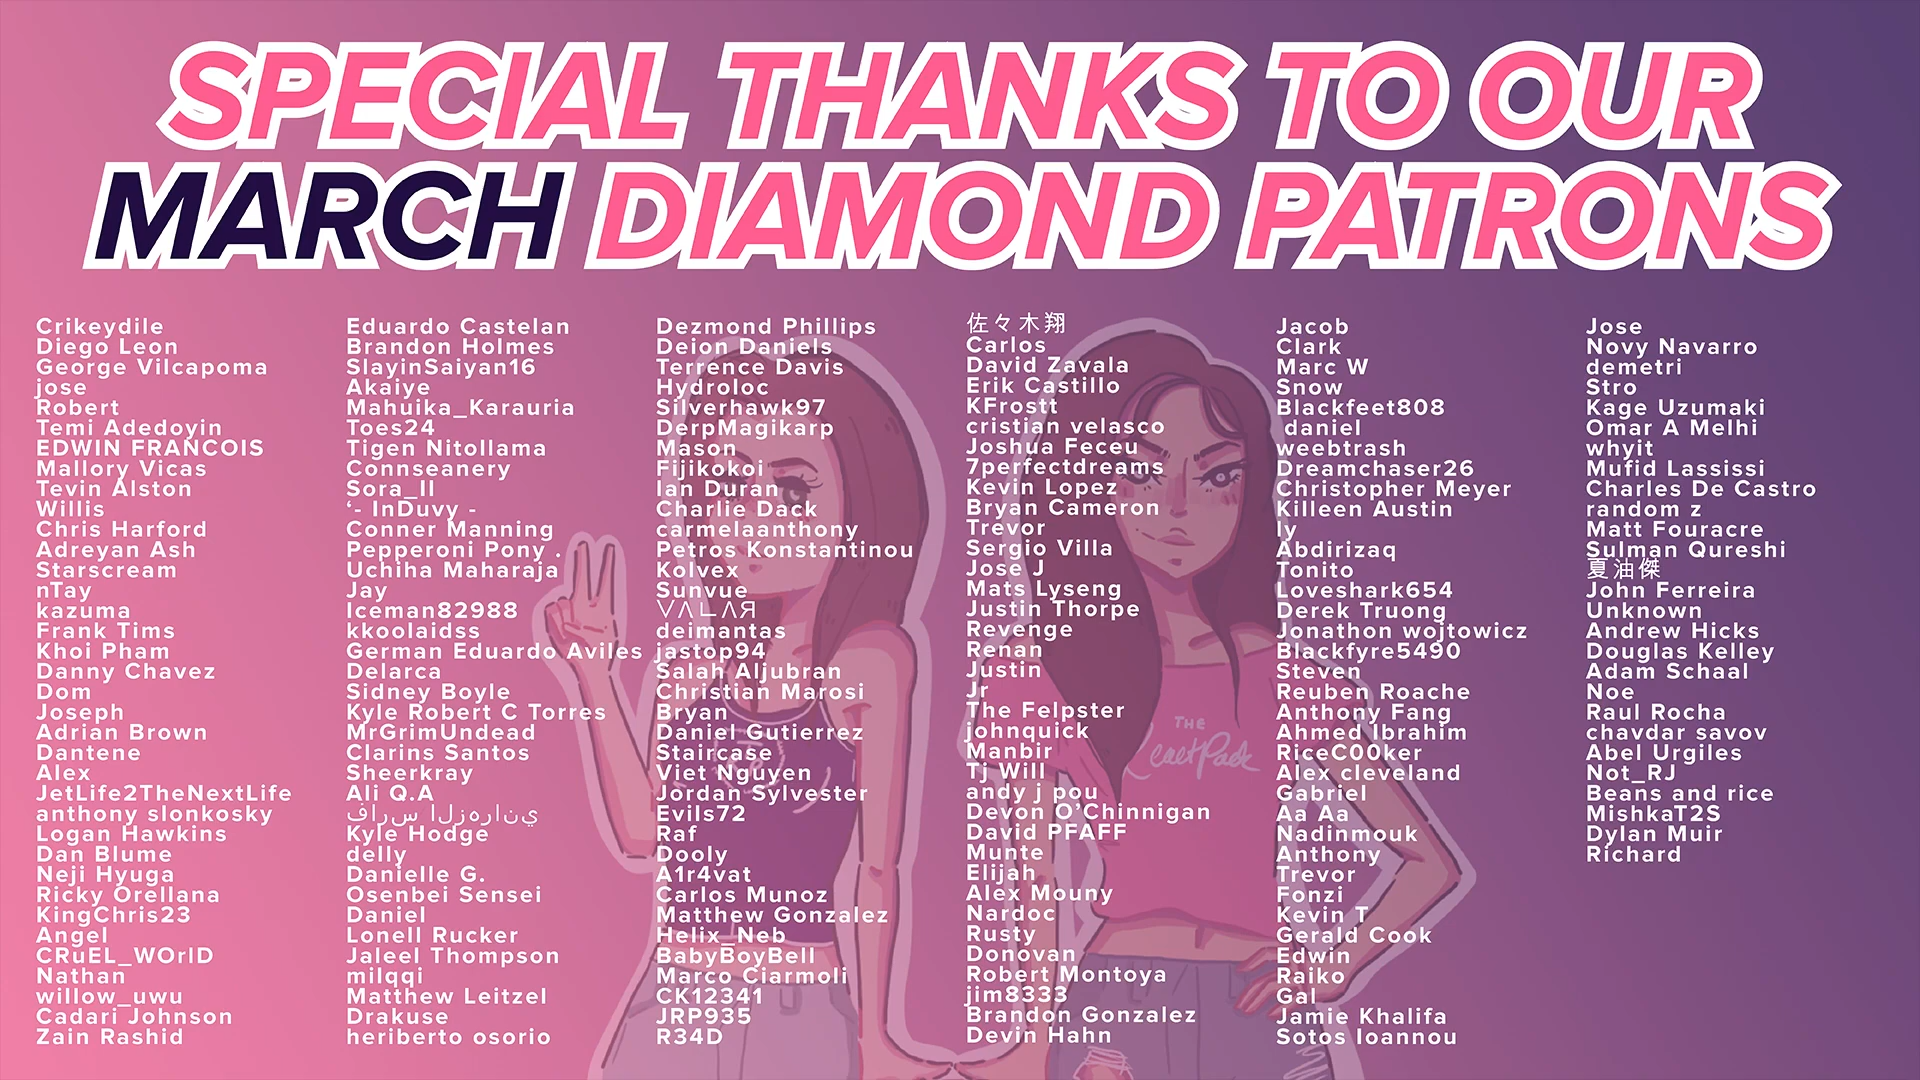 SPECIAL THANKS TO OUR
MARCH DIAMOND PATRONS
Crikeydile
Diego Leon
George Vilcapoma
jose
Robert
Temi Adedoyin
EDWIN FRANCOIS
Mallory Vicas
Tevin Alston
Willis
Chris Harford
Adreyan Ash
Starscream
nTay
kazuma
Frank Tims
Khoi Pham
Danny Chavez
Dom
Joseph
Adrian Brown
Dantene
Alex
JetLife2TheNextLife
anthony slonkosky
Logan Hawkins
Dan Blume
Neji Hyuga
Ricky Orellana
KingChris23
Angel
CRuEL_WOrlD
Nathan
willow_uwu
Cadari Johnson
Zain Rashid
Eduardo Castelan
Brandon Holmes
SlayinSaiyan16
Akaiye
Mahuika_Karauria
Toes24
Tigen Nitollama
Connseanery
Sora_II
‘- InDuvy -
Conner Manning
Pepperoni Pony .
Uchiha Maharaja
Jay
Iceman82988
kkoolaidss
German Eduardo Aviles
Delarca
Sidney Boyle
Kyle Robert C Torres
MrGrimUndead
Clarins Santos
Sheerkray
Ali Q.A
فارس الزهراني
Kyle Hodge
delly
Danielle G.
Osenbei Sensei
Daniel
Lonell Rucker
Jaleel Thompson
milqqi
Matthew Leitzel
Drakuse
heriberto osorio
Dezmond Phillips
Deion Daniels
Terrence Davis
Hydroloc
Silverhawk97
DerpMagikarp
Mason
Fijikokoi
Ian Duran
Charlie Dack
carmelaanthony
Petros Konstantinou
Kolvex
Sunvue
VΛLΛЯ
deimantas
jastop94
Salah Aljubran
Christian Marosi
Bryan
Daniel Gutierrez
Staircase
Viet Nguyen
Jordan Sylvester
Evils72
Raf
Dooly
A1r4vat
Carlos Munoz
Matthew Gonzalez
Helix_Neb
BabyBoyBell
Marco Ciarmoli
CK12341
JRP935
R34D
佐々木翔
Carlos
David Zavala
Erik Castillo
KFrostt
cristian velasco
Joshua Feceu
7perfectdreams
Kevin Lopez
Bryan Cameron
Trevor
Sergio Villa
Jose J
Mats Lyseng
Justin Thorpe
Revenge
Renan
Justin
Jr
The Felpster
johnquick
Manbir
Tj Will
andy j pou
Devon O’Chinnigan
David PFAFF
Munte
Elijah
Alex Mouny
Nardoc
Rusty
Donovan
Robert Montoya
jim8333
Brandon Gonzalez
Devin Hahn
THE
Jacob
Clark
Marc W
Snow
Blackfeet808
daniel
weebtrash
Dreamchaser26
Christopher Meyer
Killeen Austin
ly
Abdirizaq
Tonito
Loveshark654
Derek Truong
Jonathon wojtowicz
Blackfyre5490
Steven
Reuben Roache
Anthony Fang
Ahmed Ibrahim
RiceC00ker
Alex cleveland
Gabriel
Aa Aa
Nadinmouk
Anthony
Trevor
Fonzi
Kevin T
Gerald Cook
Edwin
Raiko
Gal
Jamie Khalifa
Sotos Ioannou
Jose
Novy Navarro
demetri
Stro
Kage Uzumaki
Omar A Melhi
whyit
Mufid Lassissi
Charles De Castro
random z
Matt Fouracre
Sulman Qureshi
夏油傑
John Ferreira
Unknown
Andrew Hicks
Douglas Kelley
Adam Schaal
Noe
Raul Rocha
chavdar savov
Abel Urgiles
Not_RJ
Beans and rice
MishkaT2S
Dylan Muir
Richard